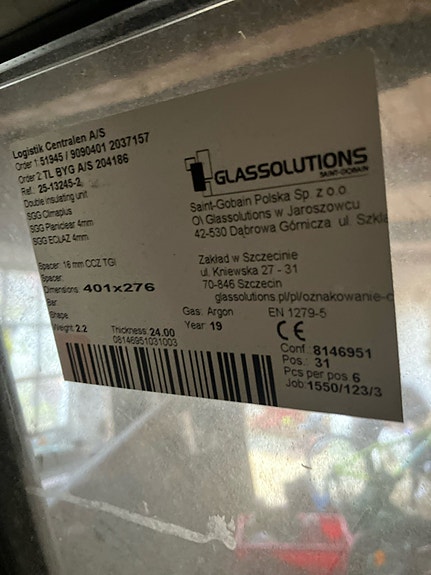 Logistik Centralen A/S
Order 1: 51945 / 9090401 2037157
Order 2: TL BYG A/S 204186
Ref.: 25-13245-2
Double insulating unit
SGG Climaplus
SGG Planiclear 4mm
SGG ECLAZ 4mm
Spacer: 16 mm CCZ TGI
Spacer:
Dimensions: 401x276
Bar:
Shape
Weight: 2.2
Thickness: 24.00
08146951031003
GLASSOLUTIONS
SAINT-GOBAIN
Saint-Gobain Polska Sp. z o.o.
O\ Glassolutions w Jaroszowcu
42-530 Dąbrowa Górnicza ul. Szkla
Zakład w Szczecinie
ul. Kniewska 27 - 31
70-846 Szczecin
glassolutions.pl/pl/oznakowanie-c
Gas: Argon
EN 1279-5
Year: 19
CE
Conf.: 8146951
Pos.: 31
Pcs per pos. 6
Job: 1550/123/3